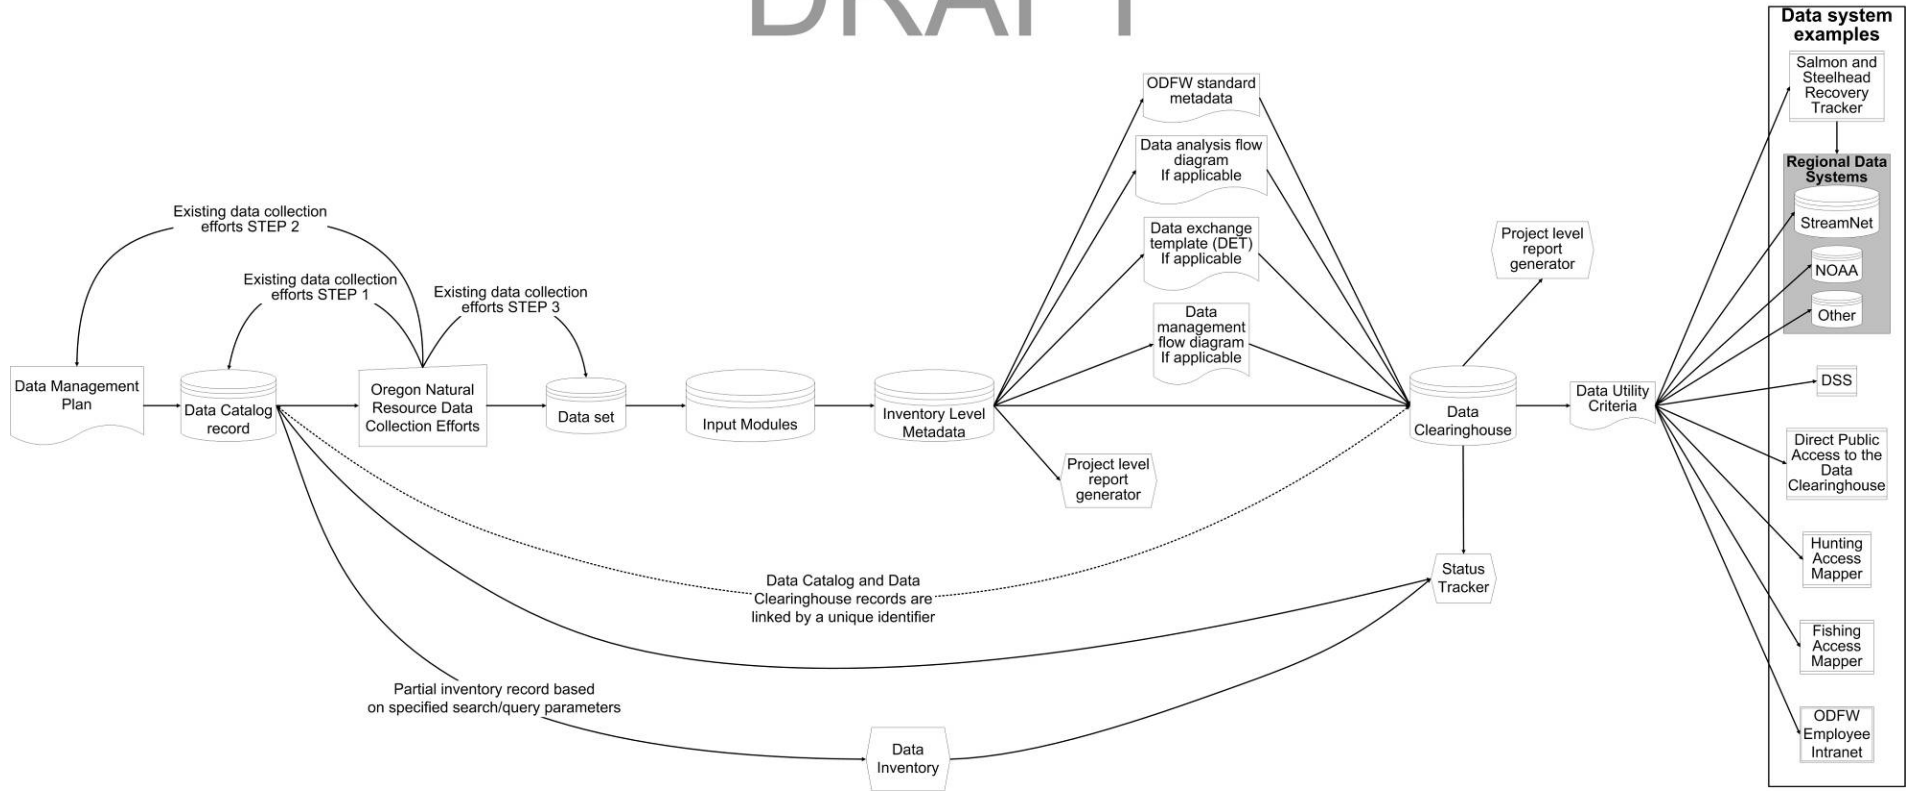 DRAFT
Data system
examples
Salmon and
Steelhead
Recovery
Tracker
Regional Data
Systems
StreamNet
NOAA
Other
DSS
Direct Public
Access to the
Data
Clearinghouse
Hunting
Access
Mapper
Fishing
Access
Mapper
ODFW
Employee
Intranet
ODFW standard
metadata
Data analysis flow
diagram
If applicable
Data exchange
template (DET)
If applicable
Data
management
flow diagram
If applicable
Project level
report
generator
Existing data collection
efforts STEP 2
Existing data collection
efforts STEP 1
Existing data collection
efforts STEP 3
Data Management
Plan
Data Catalog
record
Oregon Natural
Resource Data
Collection Efforts
Data set
Input Modules
Inventory Level
Metadata
Data
Clearinghouse
Data Utility
Criteria
Project level
report
generator
Status
Tracker
Data Catalog and Data
Clearinghouse records are
linked by a unique identifier
Partial inventory record based
on specified search/query parameters
Data
Inventory